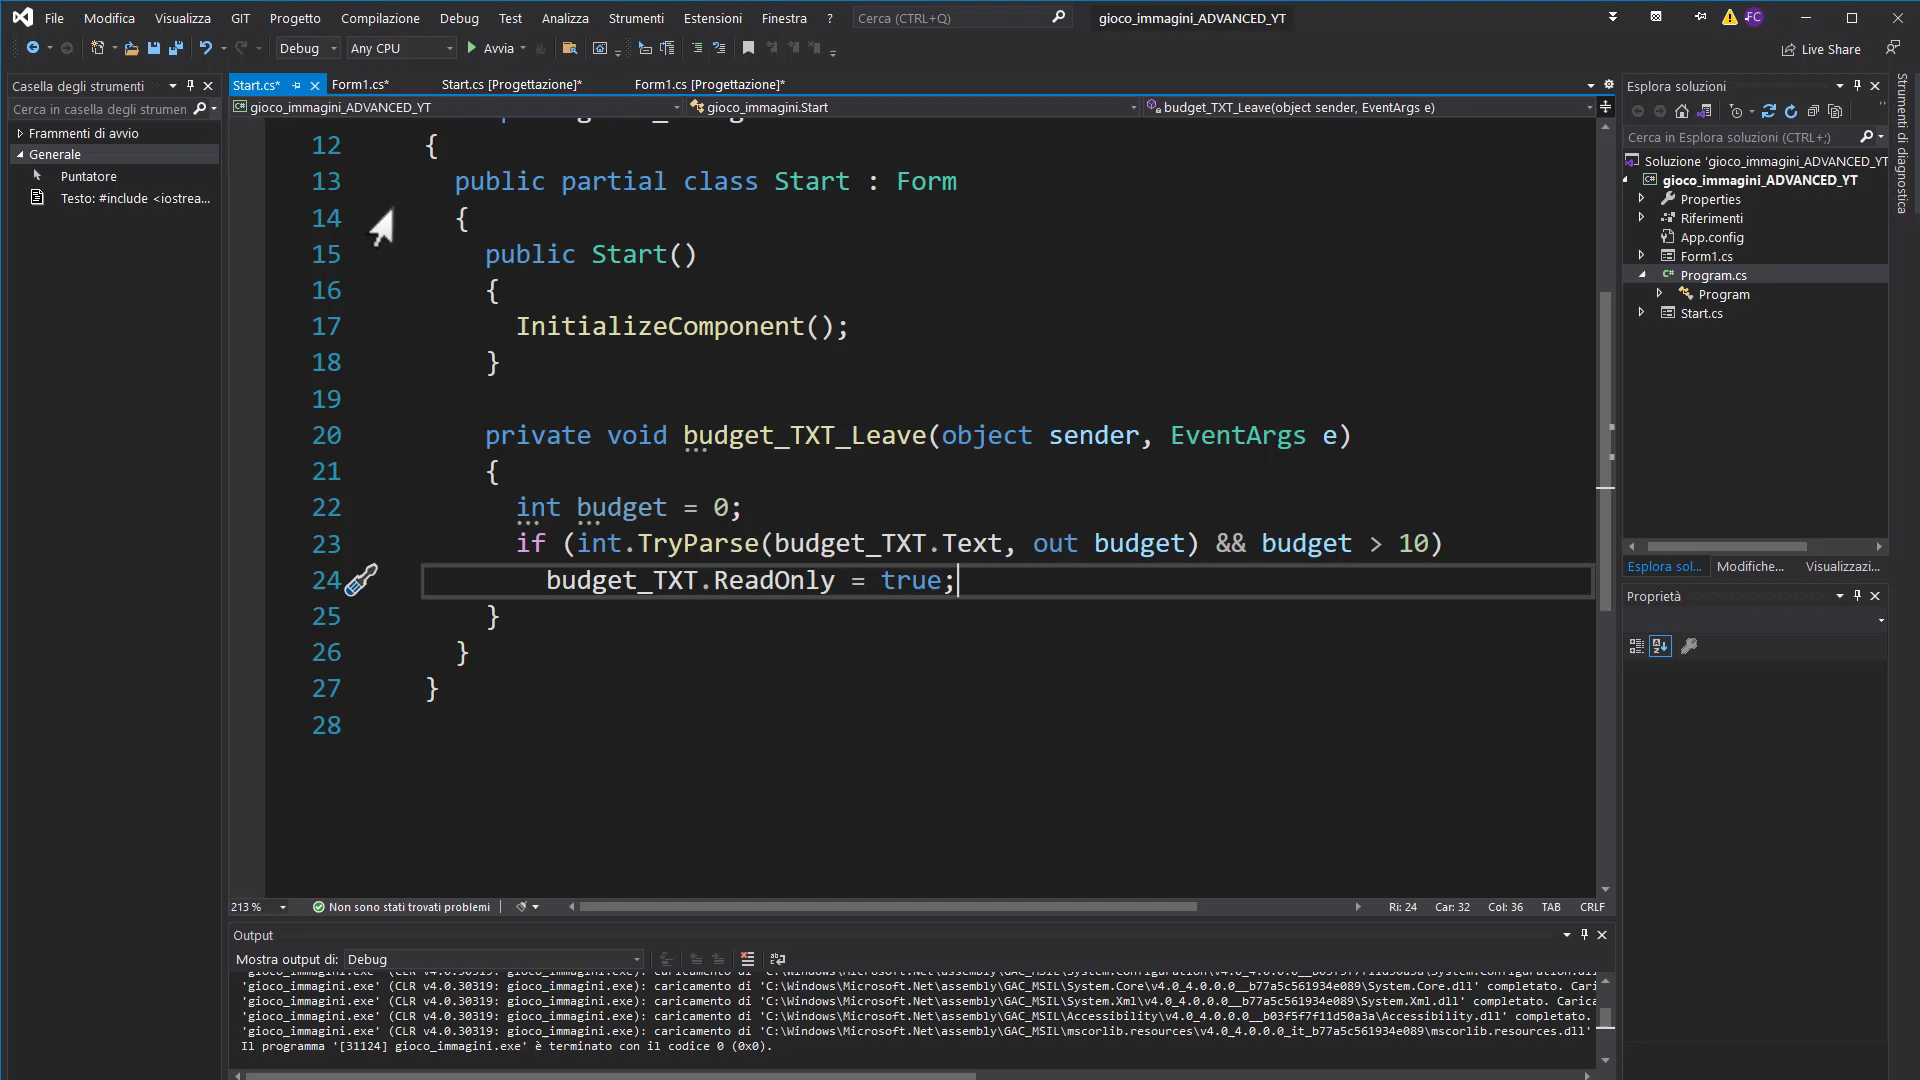 File Modifica Visualizza GIT Progetto Compilazione Debug Test Analizza Strumenti Estensioni Finestra ? Cerca (CTRL+Q) gioco_immagini_ADVANCED_YT FC
Debug Any CPU Avvia Live Share
Casella degli strumenti
Cerca in casella degli strumen
Frammenti di avvio
Generale
Puntatore
Testo: #include <iostrea...
Start.cs* Form1.cs* Start.cs [Progettazione]* Form1.cs [Progettazione]*
gioco_immagini_ADVANCED_YT gioco_immagini.Start budget_TXT_Leave(object sender, EventArgs e)
12 {
13 public partial class Start : Form
14 {
15 public Start()
16 {
17 InitializeComponent();
18 }
19
20 private void budget_TXT_Leave(object sender, EventArgs e)
21 {
22 int budget = 0;
23 if (int.TryParse(budget_TXT.Text, out budget) && budget > 10)
24 budget_TXT.ReadOnly = true;
25 }
26 }
27 }
28
213 % Non sono stati trovati problemi Ri: 24 Car: 32 Col: 36 TAB CRLF
Output
Mostra output di: Debug
'gioco_immagini.exe' (CLR v4.0.30319: gioco_immagini.exe): caricamento di 'C:\Windows\Microsoft.Net\assembly\GAC_MSIL\System.Core\v4.0_4.0.0.0__b77a5c561934e089\System.Core.dll' completato. Cari
'gioco_immagini.exe' (CLR v4.0.30319: gioco_immagini.exe): caricamento di 'C:\Windows\Microsoft.Net\assembly\GAC_MSIL\System.Xml\v4.0_4.0.0.0__b77a5c561934e089\System.Xml.dll' completato. Carica
'gioco_immagini.exe' (CLR v4.0.30319: gioco_immagini.exe): caricamento di 'C:\Windows\Microsoft.Net\assembly\GAC_MSIL\Accessibility\v4.0_4.0.0.0__b03f5f7f11d50a3a\Accessibility.dll' completato.
'gioco_immagini.exe' (CLR v4.0.30319: gioco_immagini.exe): caricamento di 'C:\Windows\Microsoft.Net\assembly\GAC_MSIL\mscorlib.resources\v4.0_4.0.0.0_it_b77a5c561934e089\mscorlib.resources.dll'
Il programma '[31124] gioco_immagini.exe' è terminato con il codice 0 (0x0).
Esplora soluzioni
Cerca in Esplora soluzioni (CTRL+;)
Soluzione 'gioco_immagini_ADVANCED_YT
gioco_immagini_ADVANCED_YT
Properties
Riferimenti
App.config
Form1.cs
Program.cs
Program
Start.cs
Esplora sol... Modifiche... Visualizzazi...
Proprietà
Strumenti di diagnostica